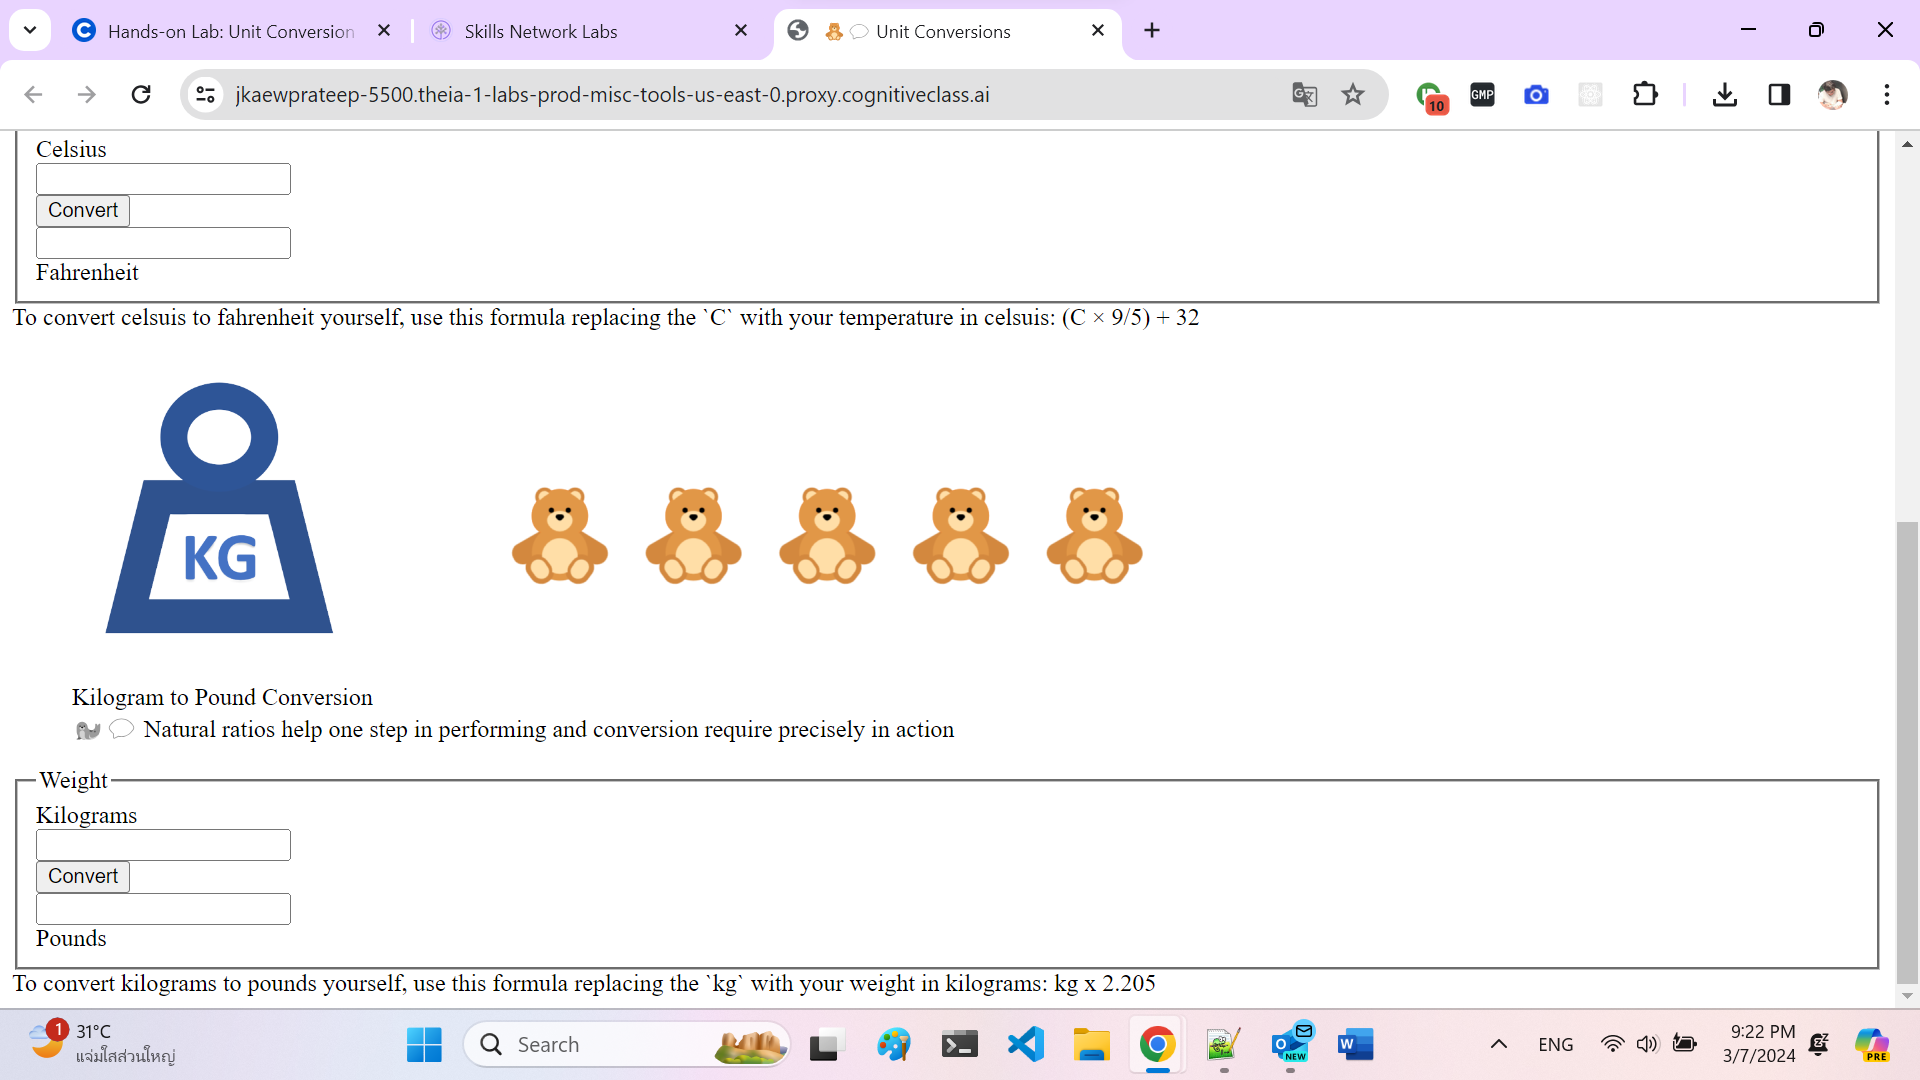 Hands-on Lab: Unit Conversion
Skills Network Labs
Unit Conversions
jkaewprateep-5500.theia-1-labs-prod-misc-tools-us-east-0.proxy.cognitiveclass.ai
10
GMP
Celsius
Convert
Fahrenheit
To convert celsuis to fahrenheit yourself, use this formula replacing the `C` with your temperature in celsuis: (C × 9/5) + 32
KG
Kilogram to Pound Conversion
Natural ratios help one step in performing and conversion require precisely in action
Weight
Kilograms
Convert
Pounds
To convert kilograms to pounds yourself, use this formula replacing the `kg` with your weight in kilograms: kg x 2.205
1
31°C
แจ่มใสส่วนใหญ่
Search
NEW
W
ENG
9:22 PM
3/7/2024
PRE